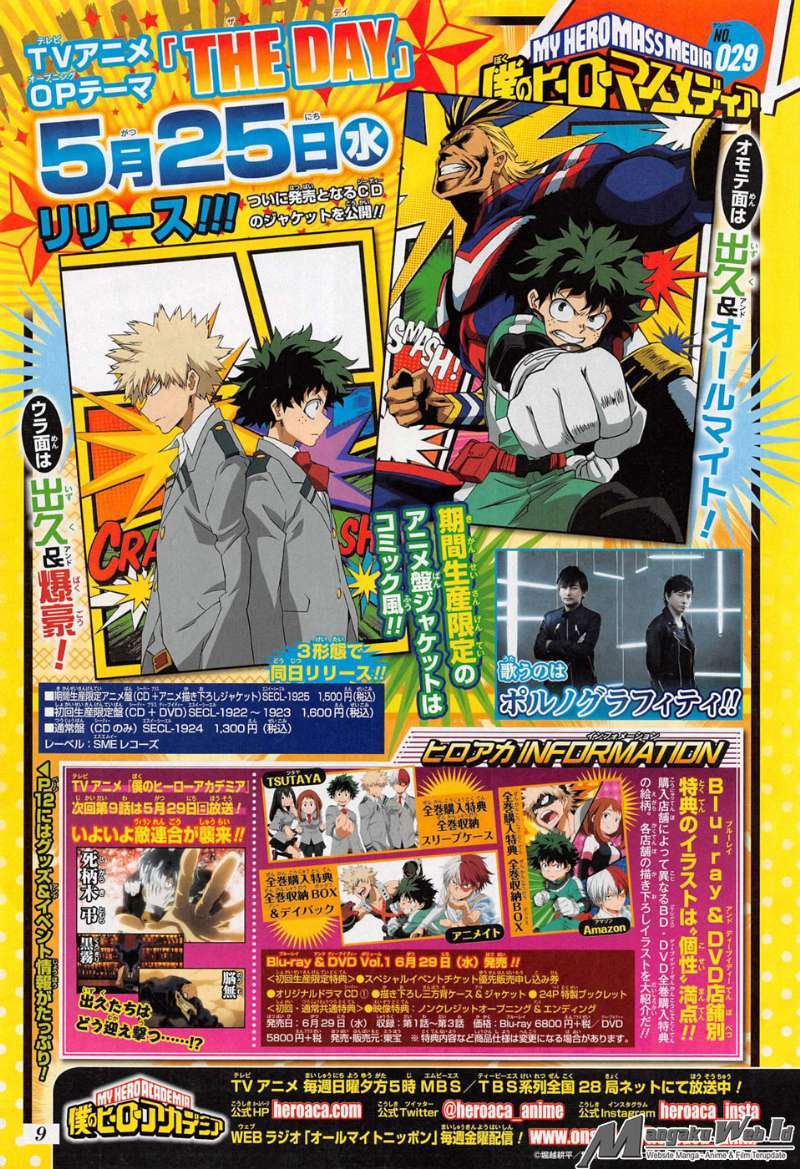 TVアニメ
OPテーマ
「THE DAY」
5月25日水
リリース!!!
ついに発売となるCD
のジャケットを公開!!
MY HERO MASS MEDIA
僕のヒーローマスメディア
NO.
029
オモテ面は
出久&オールマイト!
SMASH!
ウラ面は
出久&爆豪!
期間生産限定の
アニメ盤ジャケットは
コミック風!!
歌うのは
ポルノグラフィティ!!
3形態で
同日リリース!!
■期間生産限定アニメ盤(CD+アニメ描き下ろしジャケット)SECL-1925 1,500円(税込)
■初回生産限定盤(CD+DVD)SECL-1922~1923 1,600円(税込)
■通常盤(CDのみ)SECL-1924 1,300円(税込)
レーベル:SMEレコーズ
ヒロアカINFORMATION
Blu-ray&DVD店舗別
特典のイラストは"個性"満点!!
購入店舗によって異なるBD・DVD全巻購入特典
の絵柄。各店舗の描き下ろしイラストを大紹介だ!!
TVアニメ『僕のヒーローアカデミア』
次回第9話は5月29日(日)放送!
いよいよ敵連合が襲来!!
死柄木 弔
黒霧
脳無
出久たちは
どう迎え撃つ……!?
TSUTAYA
全巻購入特典
全巻収納
スリーブケース
全巻購入特典
全巻収納BOX
&デイパック
アニメイト
全巻購入特典
全巻収納BOX
Amazon
Blu-ray & DVD Vol.1 6月29日(水)発売!!
<初回生産限定特典>●スペシャルイベントチケット優先販売申し込み券
●オリジナルドラマCD① ●描き下ろし三方背ケース&ジャケット ●24P特製ブックレット
<初回・通常共通特典>●映像特典:ノンクレジットオープニング&エンディング
発売日:6月29日(水) 収録:第1話~第3話 価格:Blu-ray 6800円+税/DVD
5800円+税 発売・販売元:東宝 ※特典内容など商品仕様は変更になる場合があります。
◀P12にはグッズ&イベント情報がたっぷり!
MY HERO ACADEMIA
僕のヒーローアカデミア
TVアニメ 毎週日曜夕方5時 MBS/TBS系列全国28局ネットにて放送中!
公式HP heroaca.com 公式Twitter @heroaca_anime 公式Instagram heroaca_insta
WEBラジオ「オールマイトニッポン」毎週金曜配信!
©堀越耕平/
9
MangakuWeb.Id
Website Manga - Anime & Film Terupdate